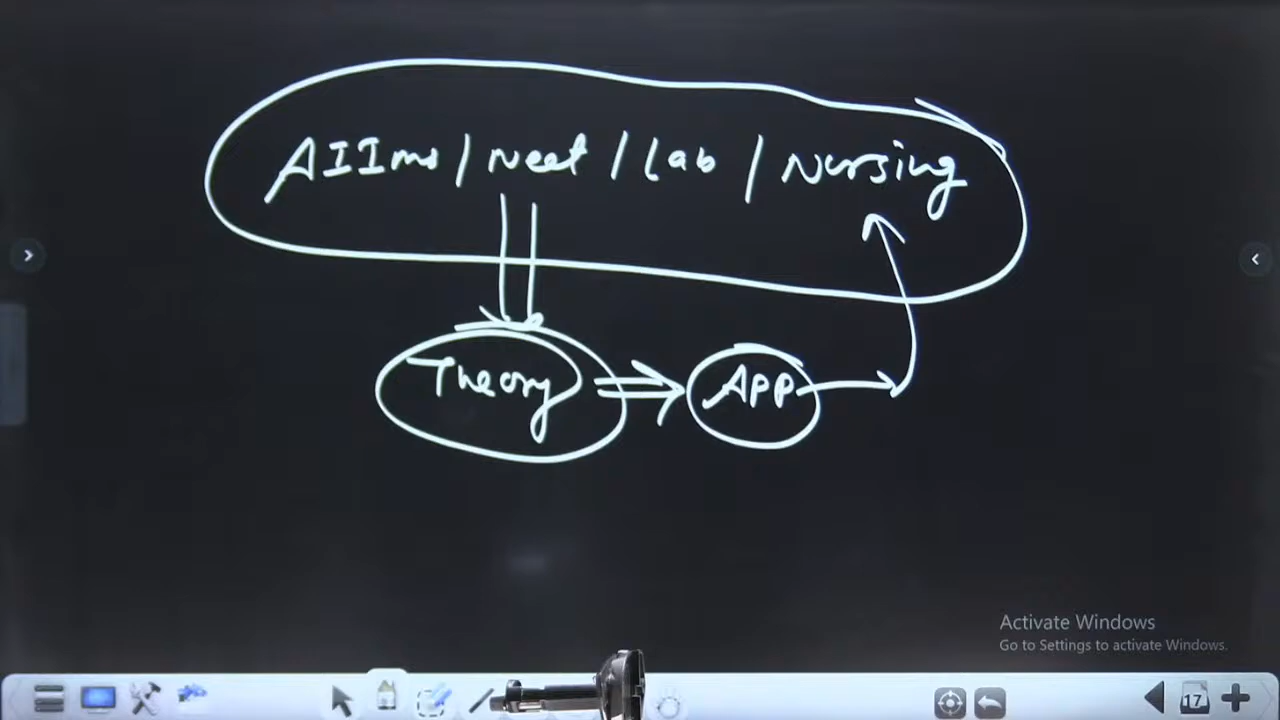 AIIms / Neet / Lab / Nursing
Theory
APP
Activate Windows
Go to Settings to activate Windows.
17